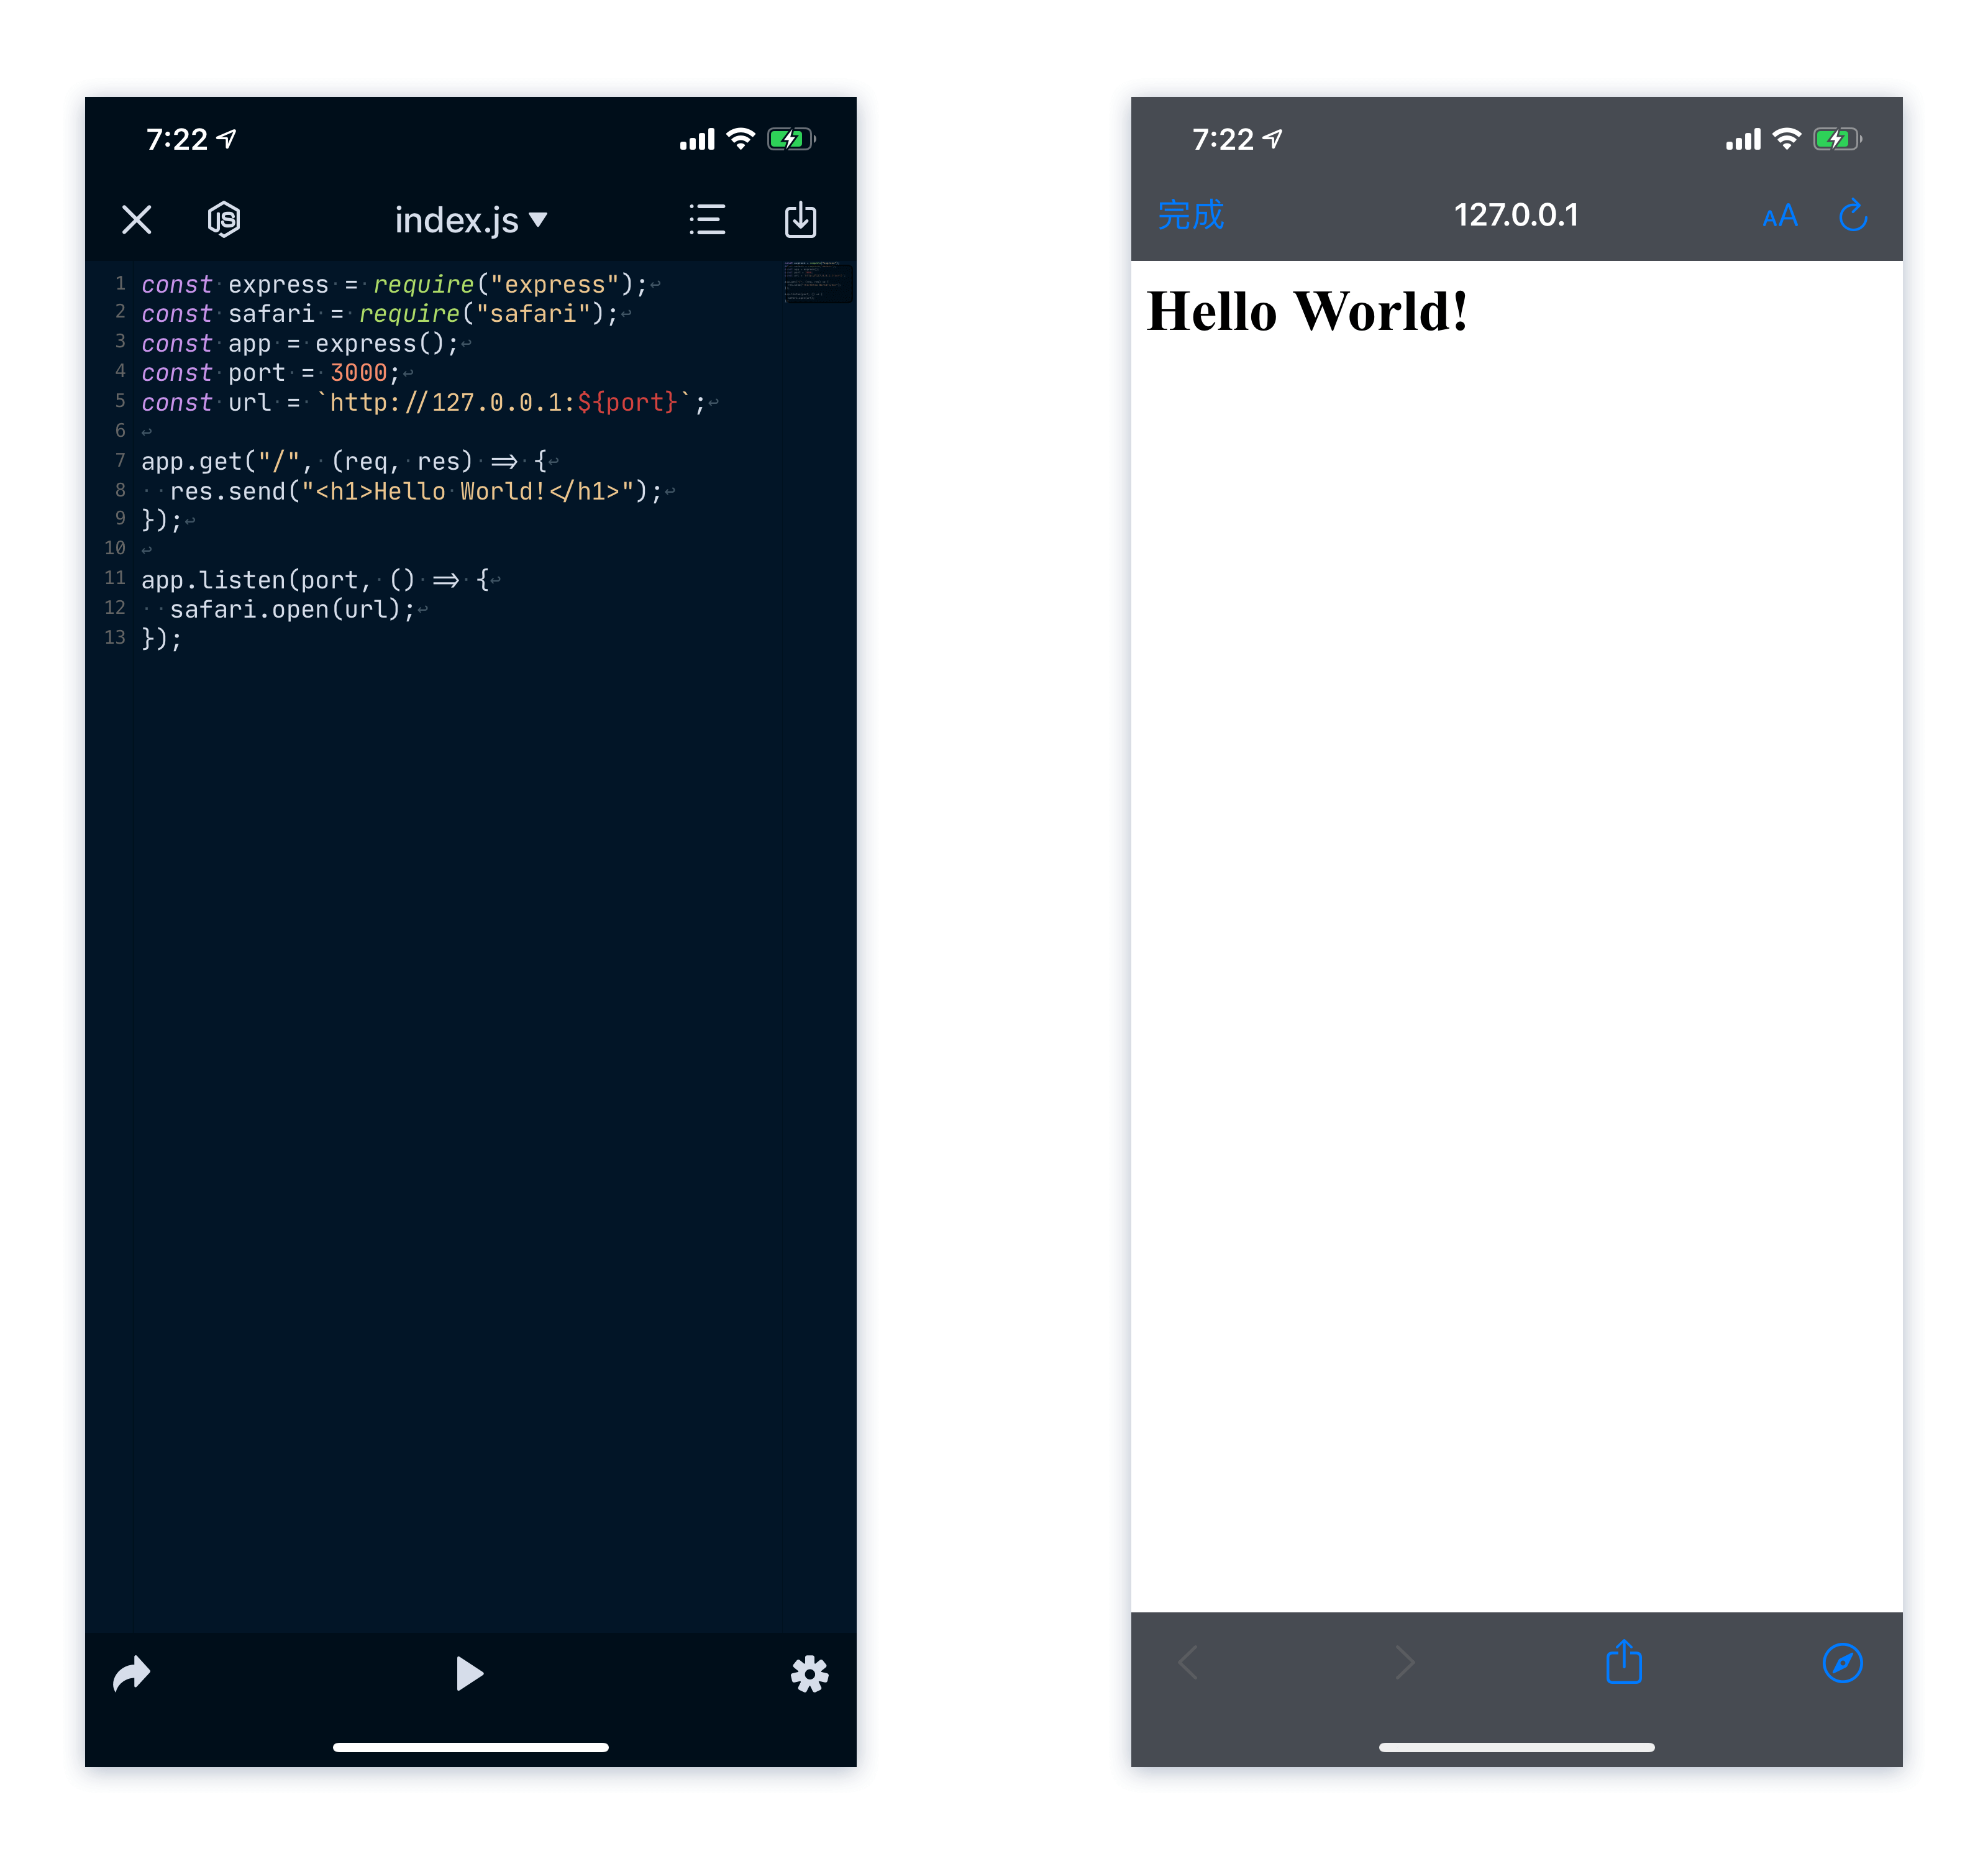 7:22
index.js
1 const express = require("express");
2 const safari = require("safari");
3 const app = express();
4 const port = 3000;
5 const url = `http://127.0.0.1:${port}`;
6
7 app.get("/", (req, res) => {
8   res.send("<h1>Hello World!</h1>");
9 });
10
11 app.listen(port, () => {
12   safari.open(url);
13 });
7:22
完成 127.0.0.1 AA
Hello World!